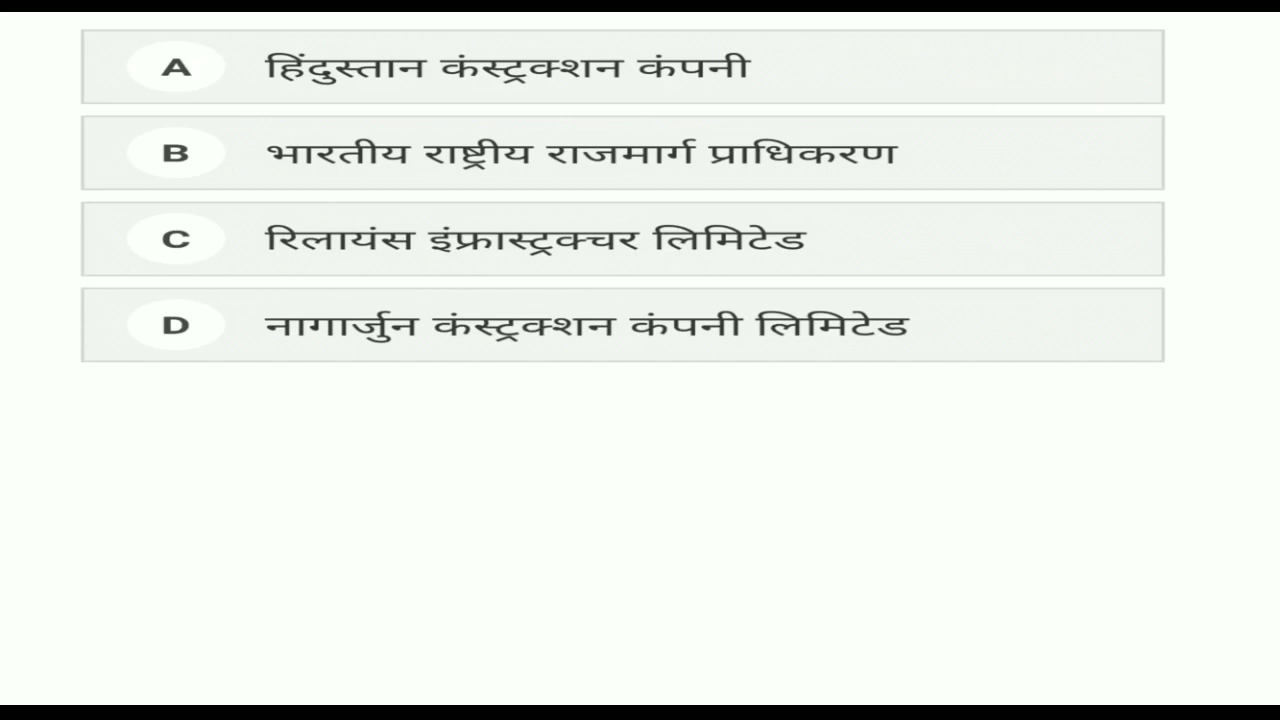 A हिंदुस्तान कंस्ट्रक्शन कंपनी
B भारतीय राष्ट्रीय राजमार्ग प्राधिकरण
C रिलायंस इंफ्रास्ट्रक्चर लिमिटेड
D नागार्जुन कंस्ट्रक्शन कंपनी लिमिटेड